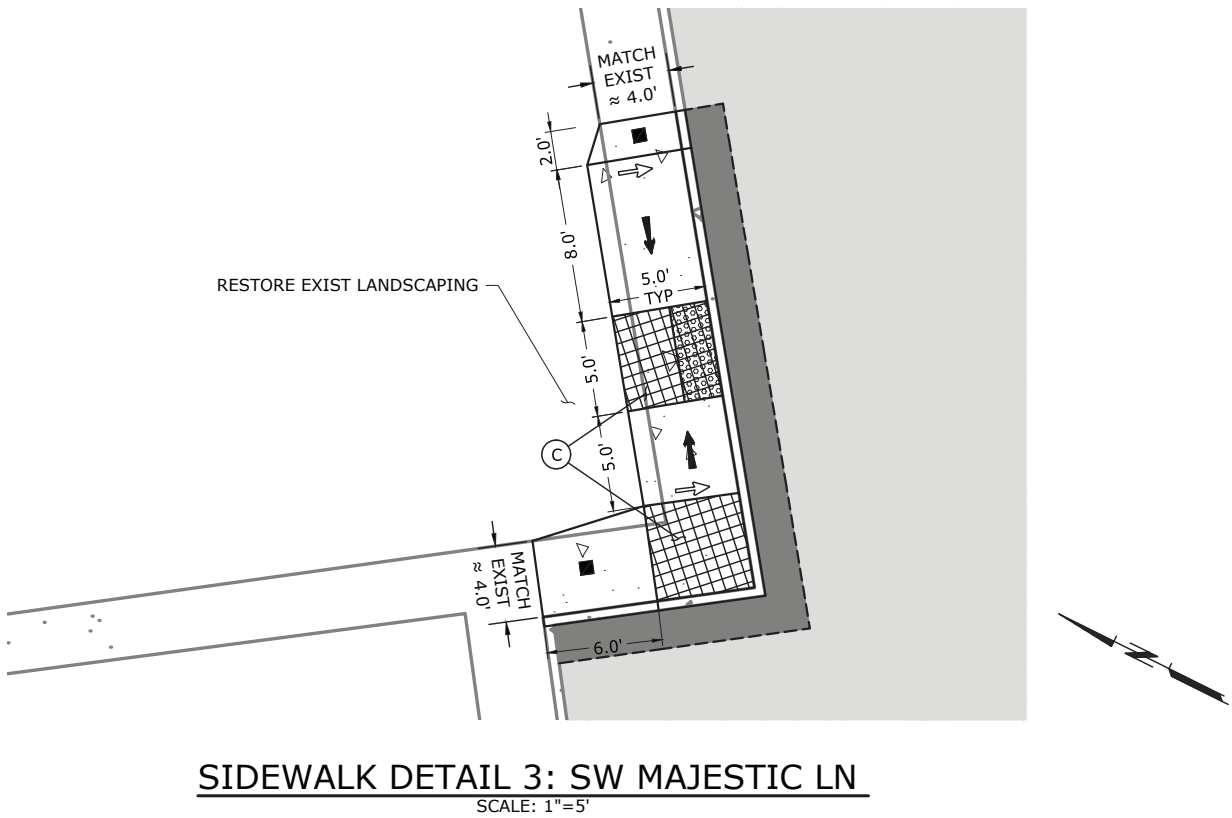 MATCH
EXIST
≈ 4.0'
2.0'
8.0'
RESTORE EXIST LANDSCAPING
5.0'
TYP
5.0'
C
5.0'
MATCH
EXIST
≈ 4.0'
6.0'
N
SIDEWALK DETAIL 3: SW MAJESTIC LN
SCALE: 1"=5'